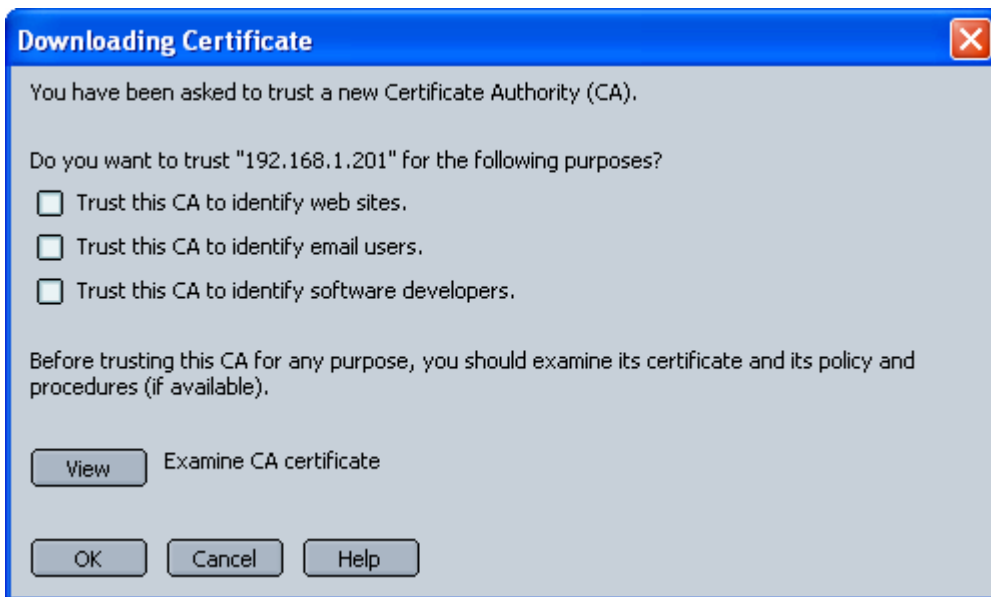 Downloading Certificate
You have been asked to trust a new Certificate Authority (CA).
Do you want to trust "192.168.1.201" for the following purposes?
Trust this CA to identify web sites.
Trust this CA to identify email users.
Trust this CA to identify software developers.
Before trusting this CA for any purpose, you should examine its certificate and its policy and
procedures (if available).
View Examine CA certificate
OK Cancel Help